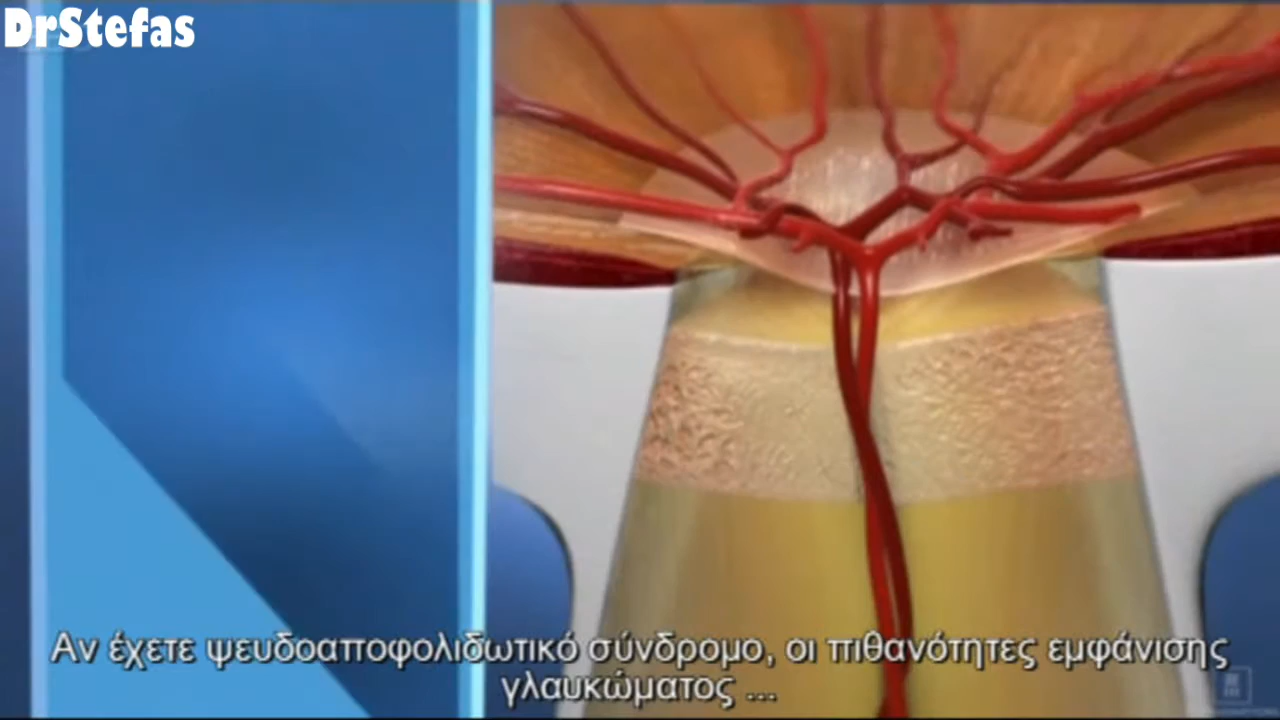 DrStefas
Αν έχετε ψευδοαποφολιδωτικό σύνδρομο, οι πιθανότητες εμφάνισης
γλαυκώματος ...